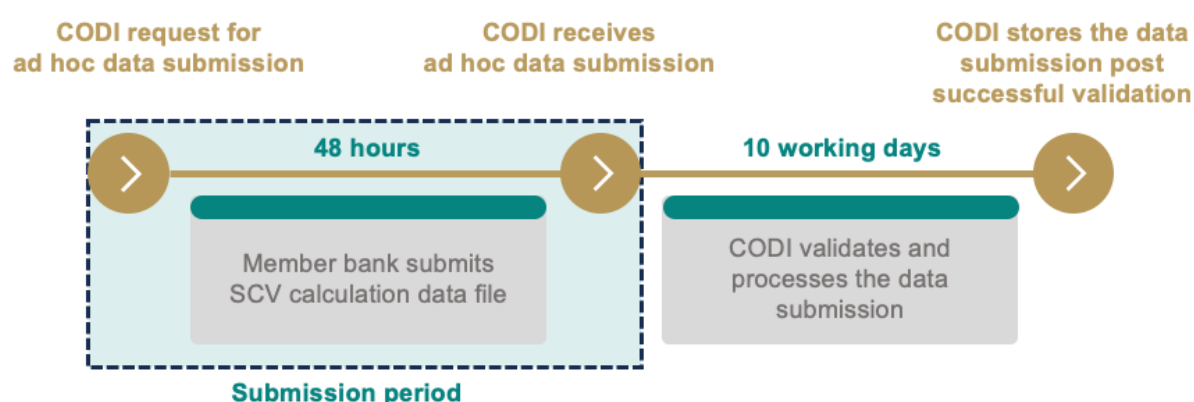 CODI request for
ad hoc data submission
CODI receives
ad hoc data submission
CODI stores the data
submission post
successful validation
48 hours
10 working days
Member bank submits
SCV calculation data file
CODI validates and
processes the data
submission
Submission period